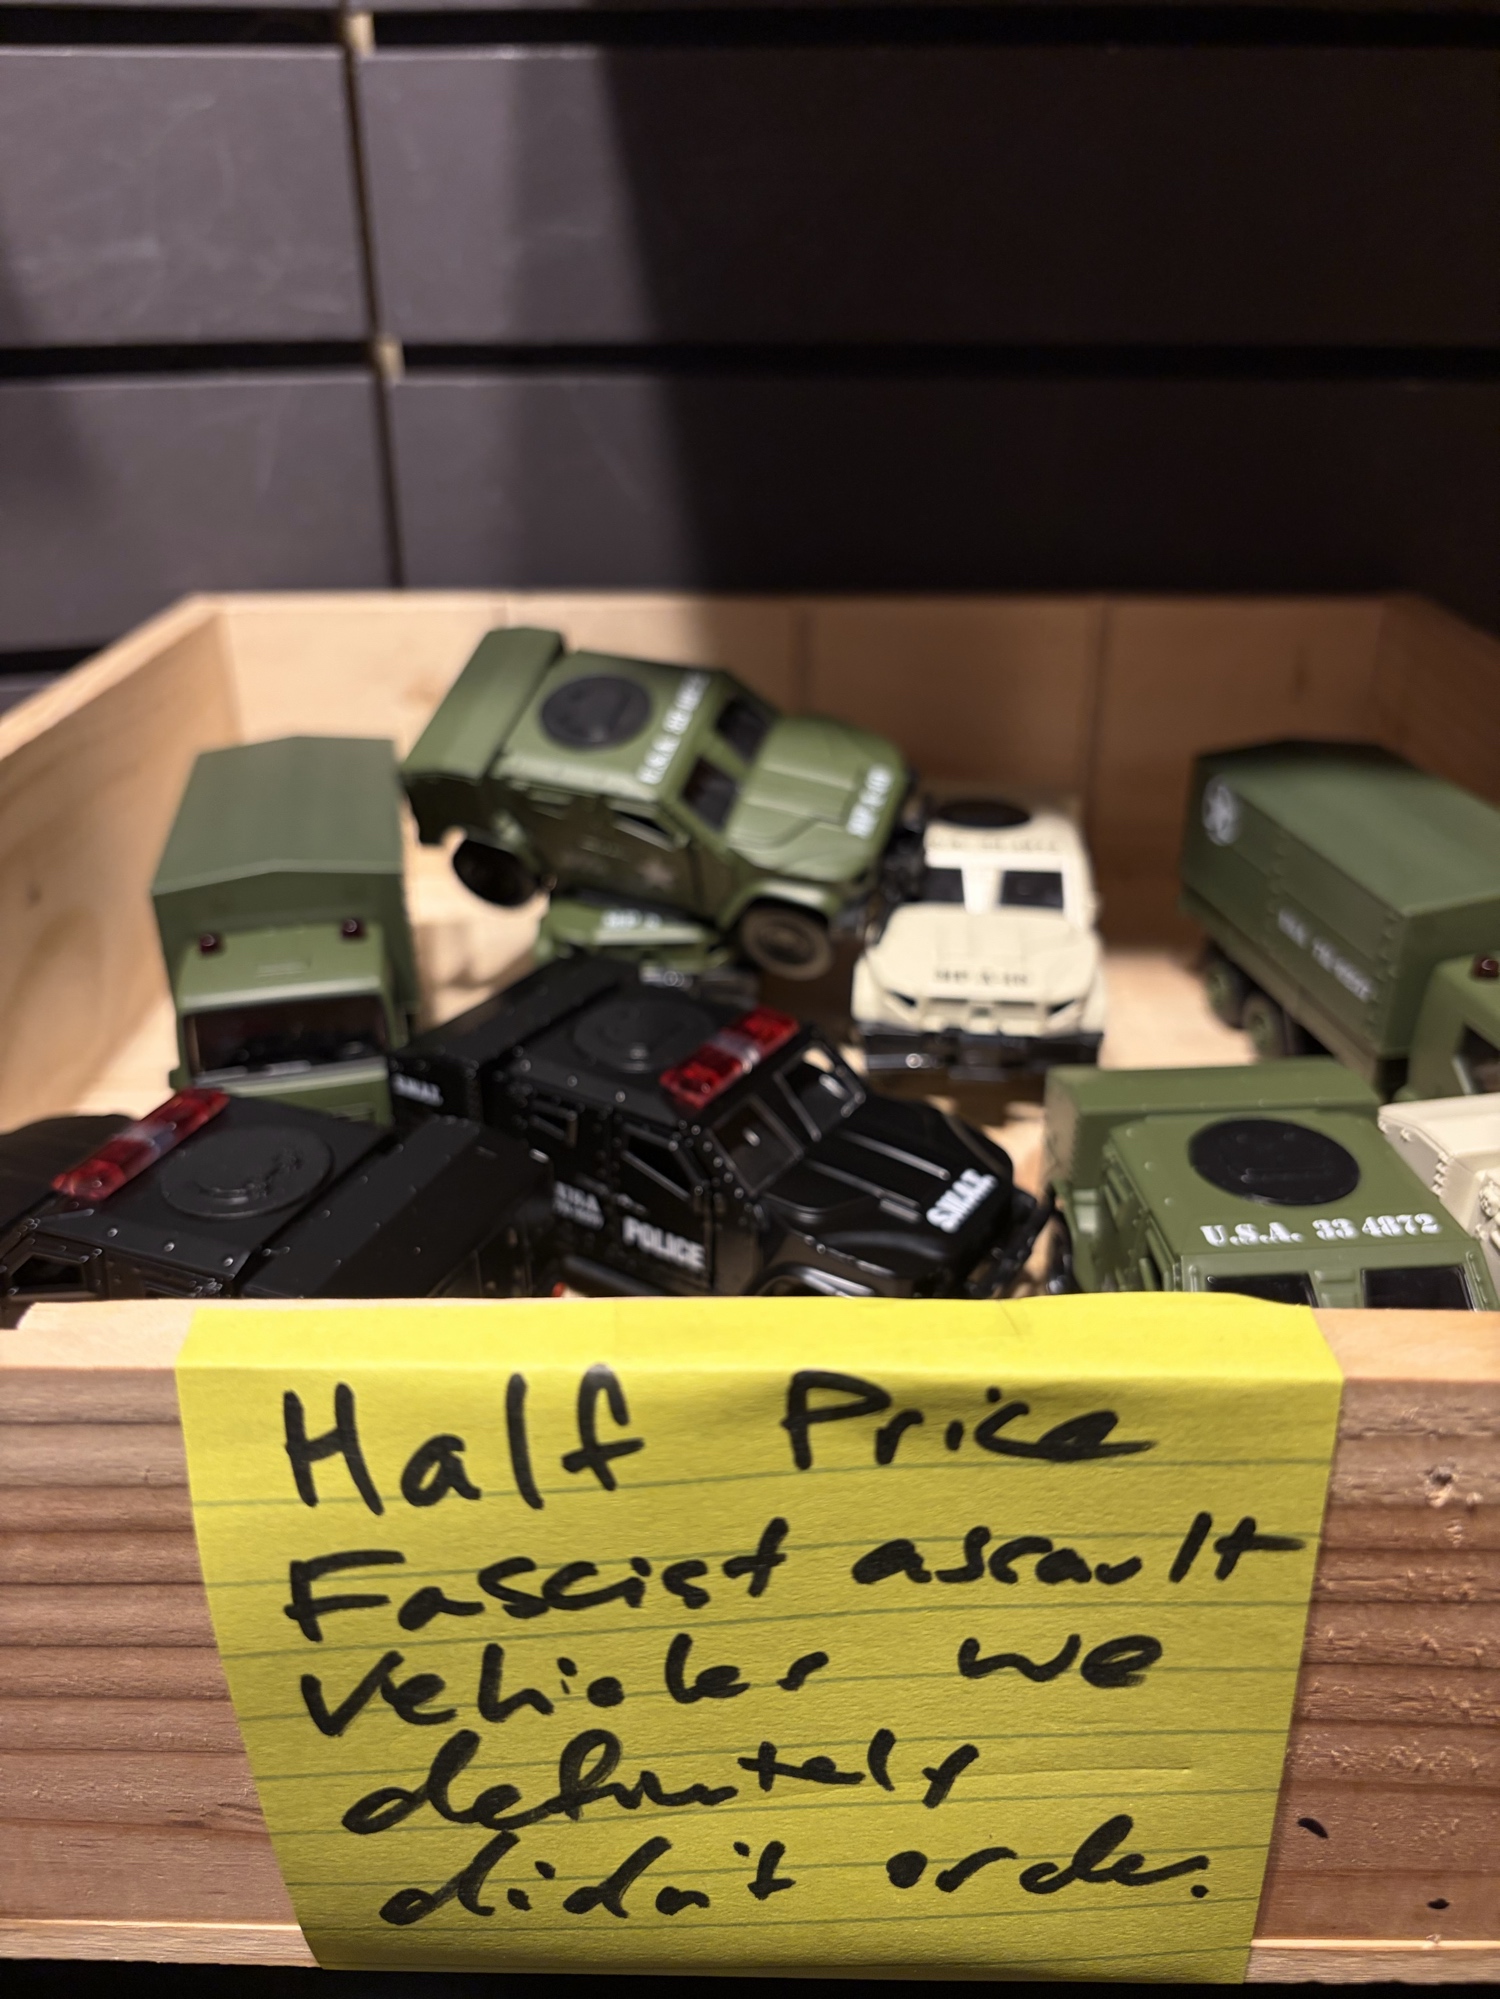 U.S.A. 33 4872
S.W.A.T.
POLICE
S.W.A.T.
Half Price
Fascist assault
vehicles we
definitely
didn't order.